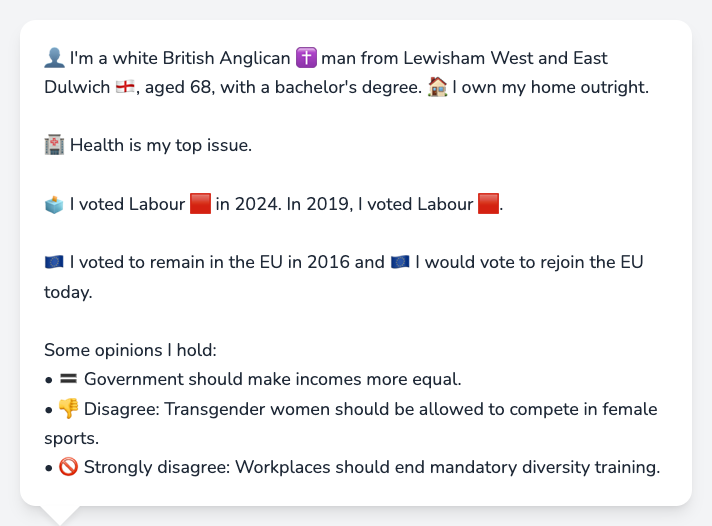 👤 I'm a white British Anglican ✝️ man from Lewisham West and East
Dulwich 🏴󠁧󠁢󠁥󠁮󠁧󠁿, aged 68, with a bachelor's degree. 🏠 I own my home outright.
🏥 Health is my top issue.
🗳️ I voted Labour 🟥 in 2024. In 2019, I voted Labour 🟥.
🇪🇺 I voted to remain in the EU in 2016 and 🇪🇺 I would vote to rejoin the EU
today.
Some opinions I hold:
• 🟰 Government should make incomes more equal.
• 👎 Disagree: Transgender women should be allowed to compete in female
sports.
• 🚫 Strongly disagree: Workplaces should end mandatory diversity training.